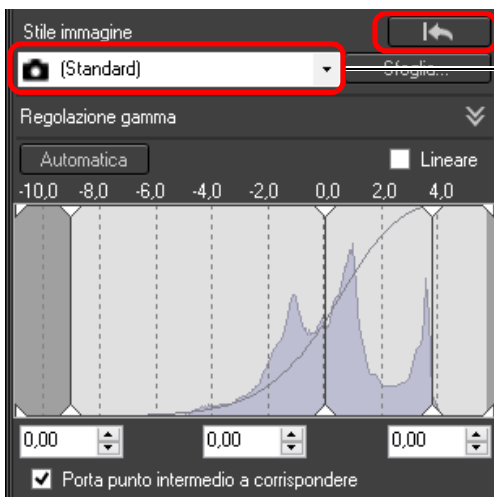 Stile immagine
(Standard)
Sfoglia...
Regolazione gamma
Automatica
Lineare
-10,0 -8,0 -6,0 -4,0 -2,0 0,0 2,0 4,0
0,00 0,00 0,00
Porta punto intermedio a corrispondere